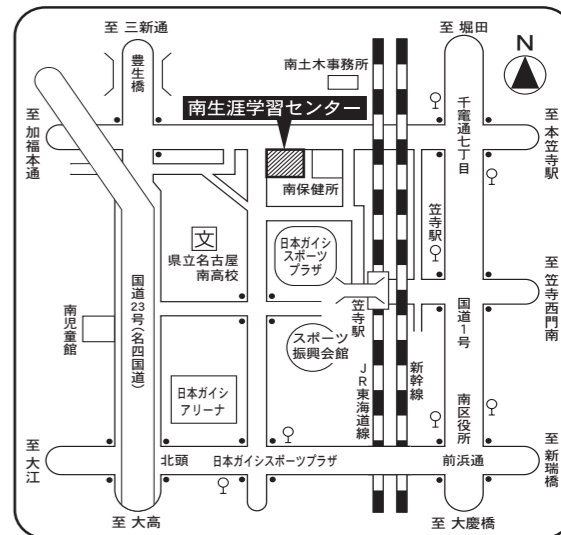 至 三新通
至 堀田
N
豊生橋
南土木事務所
南生涯学習センター
至 加福本通
千竃通七丁目
至 本笠寺駅
南保健所
笠寺駅
文
県立名古屋
南高校
日本ガイシ
スポーツ
プラザ
至 笠寺西門南
国道23号(名四国道)
南児童館
笠寺駅
国道1号
スポーツ
振興会館
JR東海道線
新幹線
日本ガイシ
アリーナ
南区役所
至 大江
北頭
日本ガイシスポーツプラザ
前浜通
至 新瑞橋
至 大高
至 大慶橋